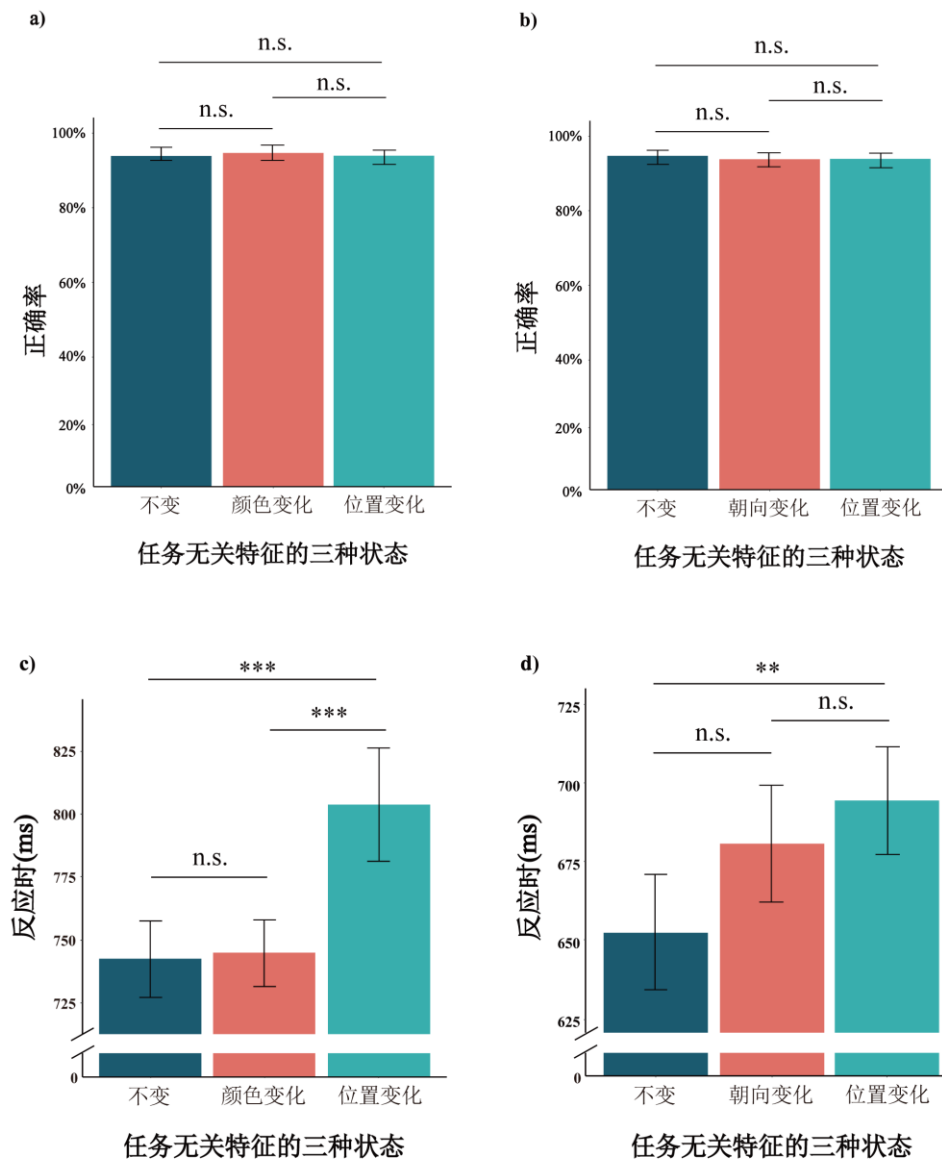 a)
n.s.
n.s.
n.s.
100%
80%
60%
40%
20%
0%
正确率
不变 颜色变化 位置变化
任务无关特征的三种状态
b)
n.s.
n.s.
n.s.
100%
80%
60%
40%
20%
0%
正确率
不变 朝向变化 位置变化
任务无关特征的三种状态
c)
***
***
n.s.
825
800
775
750
725
0
反应时(ms)
不变 颜色变化 位置变化
任务无关特征的三种状态
d)
**
n.s.
n.s.
725
700
675
650
625
0
反应时(ms)
不变 朝向变化 位置变化
任务无关特征的三种状态